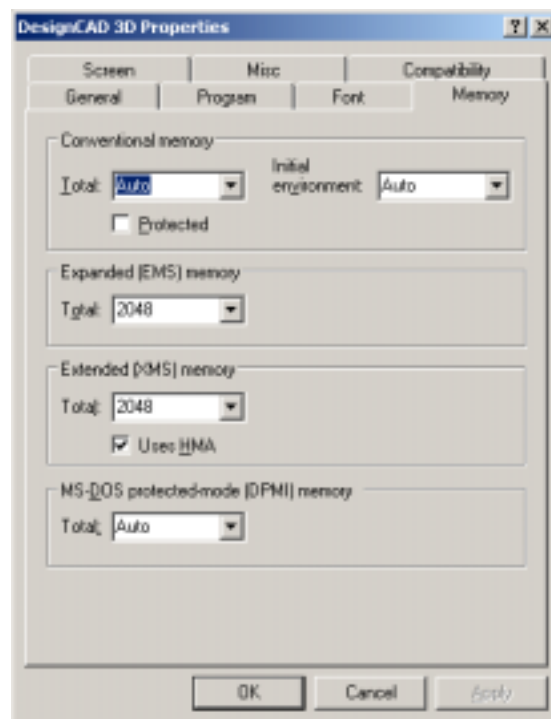 DesignCAD 3D Properties
Screen Misc Compatibility
General Program Font Memory
Conventional memory
Total: Auto Initial environment: Auto
Protected
Expanded (EMS) memory
Total: 2048
Extended (XMS) memory
Total: 2048
Uses HMA
MS-DOS protected-mode (DPMI) memory
Total: Auto
OK Cancel Apply